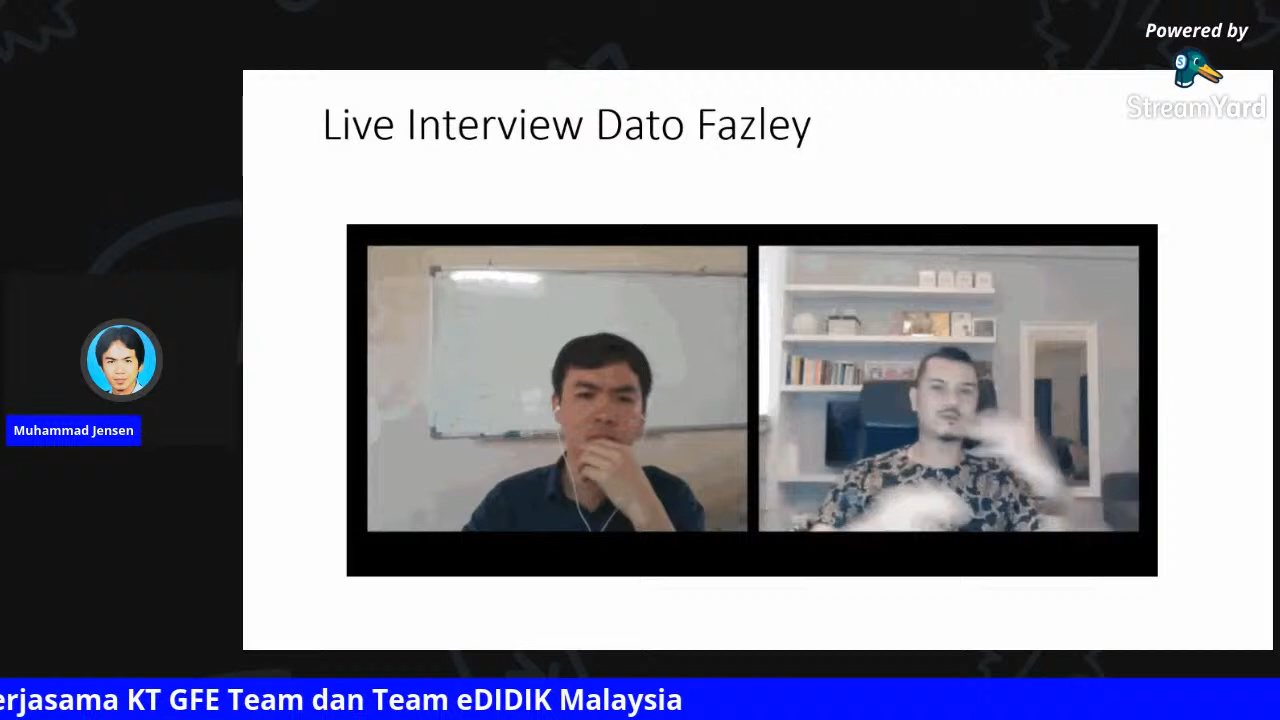 Powered by
StreamYard
Live Interview Dato Fazley
Muhammad Jensen
erjasama KT GFE Team dan Team eDIDIK Malaysia